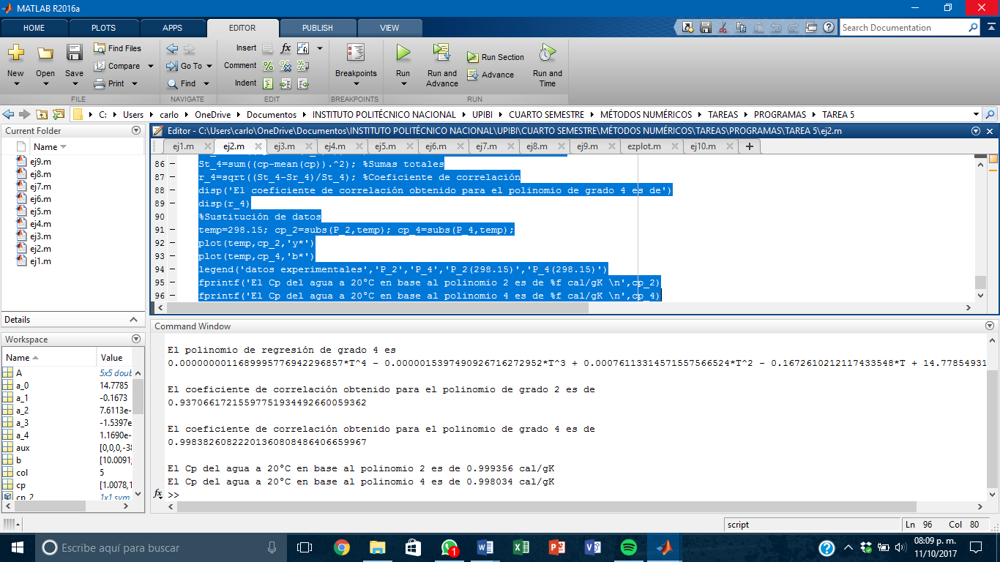 MATLAB R2016a
HOME PLOTS APPS EDITOR PUBLISH VIEW
Search Documentation
New Open Save
Find Files
Compare
Print
Go To
Find
Insert
Comment
Indent
fx
Breakpoints
Run
Run and Advance
Run Section
Advance
Run and Time
FILE NAVIGATE EDIT BREAKPOINTS RUN
C: Users carlo OneDrive Documentos INSTITUTO POLITÉCNICO NACIONAL UPIBI CUARTO SEMESTRE MÉTODOS NUMÉRICOS TAREAS PROGRAMAS TAREA 5
Current Folder
Name
ej9.m
ej8.m
ej7.m
ej6.m
ej5.m
ej4.m
ej3.m
ej2.m
ej1.m
Details
Workspace
Name Value
A 5x5 doub
a_0 14.7785
a_1 -0.1673
a_2 7.6113e-
a_3 -1.5397e
a_4 1.1690e-
aux [0,0,0,-38
b [10.0091;
col 5
cp [1.0078,1
cp_2 1x1 sym
Editor - C:\Users\carlo\OneDrive\Documentos\INSTITUTO POLITÉCNICO NACIONAL\UPIBI\CUARTO SEMESTRE\MÉTODOS NUMÉRICOS\TAREAS\PROGRAMAS\TAREA 5\ej2.m
ej1.m ej2.m ej3.m ej4.m ej5.m ej6.m ej7.m ej8.m ej9.m ezplot.m ej10.m
86 St_4=sum((cp-mean(cp)).^2); %Sumas totales
87 r_4=sqrt((St_4-Sr_4)/St_4); %Coeficiente de correlación
88 disp('El coeficiente de correlación obtenido para el polinomio de grado 4 es de')
89 disp(r_4)
90 %Sustitución de datos
91 temp=298.15; cp_2=subs(P_2,temp); cp_4=subs(P_4,temp);
92 plot(temp,cp_2,'y*')
93 plot(temp,cp_4,'b*')
94 legend('datos experimentales','P_2','P_4','P_2(298.15)','P_4(298.15)')
95 fprintf('El Cp del agua a 20°C en base al polinomio 2 es de %f cal/gK \n',cp_2)
96 fprintf('El Cp del agua a 20°C en base al polinomio 4 es de %f cal/gK \n',cp_4)
Command Window
El polinomio de regresión de grado 4 es
0.0000000011689995776942296857*T^4 - 0.0000015397490926716272952*T^3 + 0.00076113314571557566524*T^2 - 0.1672610212117433548*T + 14.77854931
El coeficiente de correlación obtenido para el polinomio de grado 2 es de
0.93706617215597751934492660059362
El coeficiente de correlación obtenido para el polinomio de grado 4 es de
0.99838260822201360808486406659967
El Cp del agua a 20°C en base al polinomio 2 es de 0.999356 cal/gK
El Cp del agua a 20°C en base al polinomio 4 es de 0.998034 cal/gK
fx >>
script Ln 96 Col 80
Escribe aquí para buscar
1
08:09 p. m.
11/10/2017